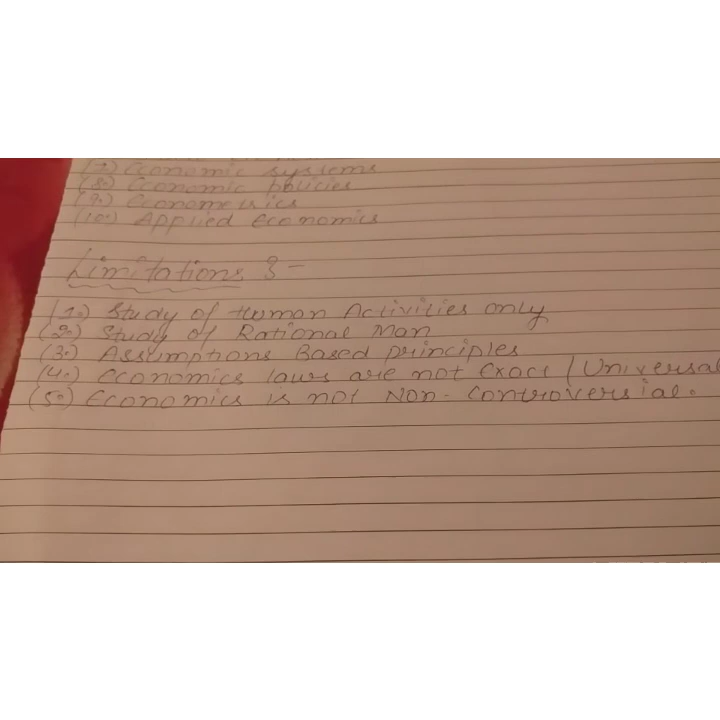 (7.) Economic systems
(8.) Economic policies
(9.) Econometrics
(10.) Applied Economics
Limitations :-
(1.) Study of Human Activities only
(2.) Study of Rational Man
(3.) Assumptions Based principles
(4.) Economics laws are not Exact / Universal
(5.) Economics is not Non-Controversial.